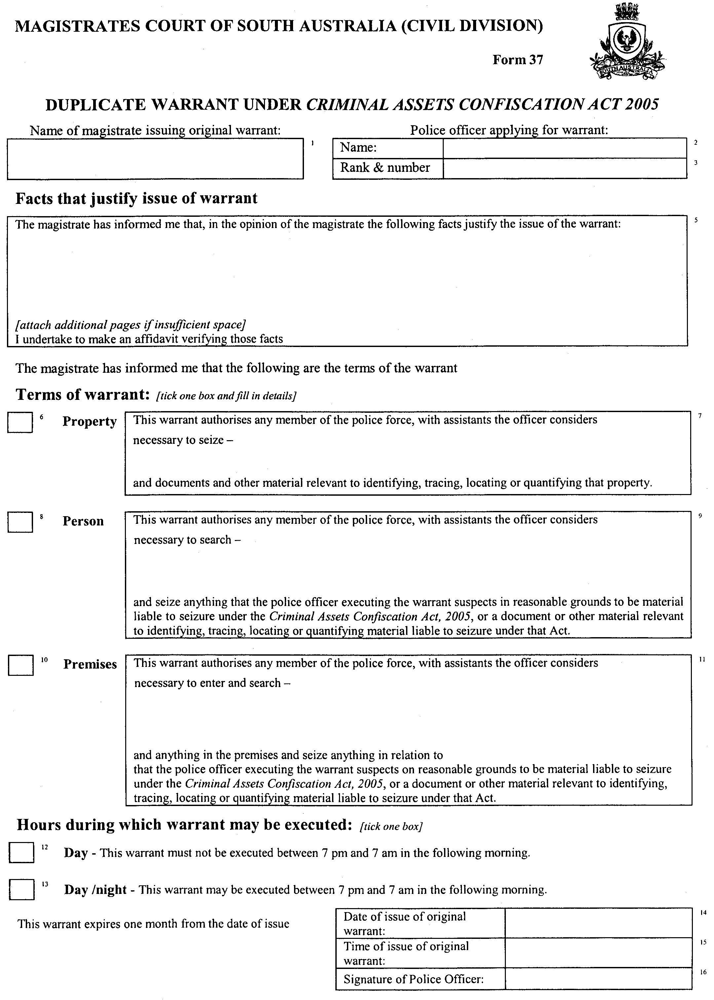 MAGISTRATES COURT OF SOUTH AUSTRALIA (CIVIL DIVISION)
Form 37
SOUTH AUSTRALIA
DUPLICATE WARRANT UNDER CRIMINAL ASSETS CONFISCATION ACT 2005
Name of magistrate issuing original warrant:
1
Police officer applying for warrant:
Name:
2
Rank & number
3
Facts that justify issue of warrant
The magistrate has informed me that, in the opinion of the magistrate the following facts justify the issue of the warrant:
5
[attach additional pages if insufficient space]
I undertake to make an affidavit verifying those facts
The magistrate has informed me that the following are the terms of the warrant
Terms of warrant: [tick one box and fill in details]
6 Property
This warrant authorises any member of the police force, with assistants the officer considers
7
necessary to seize –
and documents and other material relevant to identifying, tracing, locating or quantifying that property.
8 Person
This warrant authorises any member of the police force, with assistants the officer considers
9
necessary to search –
and seize anything that the police officer executing the warrant suspects in reasonable grounds to be material
liable to seizure under the Criminal Assets Confiscation Act, 2005, or a document or other material relevant
to identifying, tracing, locating or quantifying material liable to seizure under that Act.
10 Premises
This warrant authorises any member of the police force, with assistants the officer considers
11
necessary to enter and search –
and anything in the premises and seize anything in relation to
that the police officer executing the warrant suspects on reasonable grounds to be material liable to seizure
under the Criminal Assets Confiscation Act, 2005, or a document or other material relevant to identifying,
tracing, locating or quantifying material liable to seizure under that Act.
Hours during which warrant may be executed: [tick one box]
12 Day - This warrant must not be executed between 7 pm and 7 am in the following morning.
13 Day /night - This warrant may be executed between 7 pm and 7 am in the following morning.
This warrant expires one month from the date of issue
Date of issue of original
warrant:
14
Time of issue of original
warrant:
15
Signature of Police Officer:
16